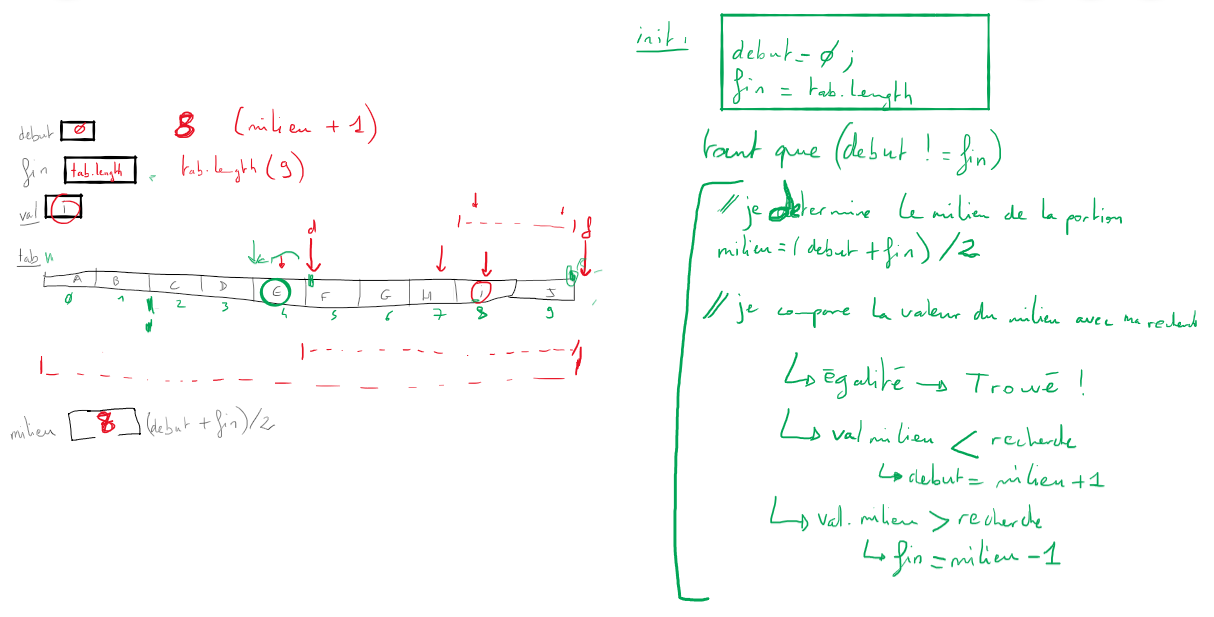 debut ø 8 (milieu + 1)
fin tab.length tab.length (9)
val I
d
f
tab
A B C D E F G H I J
0 1 2 3 4 5 6 7 8 9
milieu 8 (debut + fin)/2
init:
debut = ø ;
fin = tab.length
tant que (debut != fin)
// je determine le milieu de la portion
milieu = (debut + fin) /2
// je compare la valeur du milieu avec ma recherche
↳ égalité → Trouvé !
↳ val milieu < recherche
↳ debut = milieu +1
↳ val. milieu > recherche
↳ fin = milieu -1